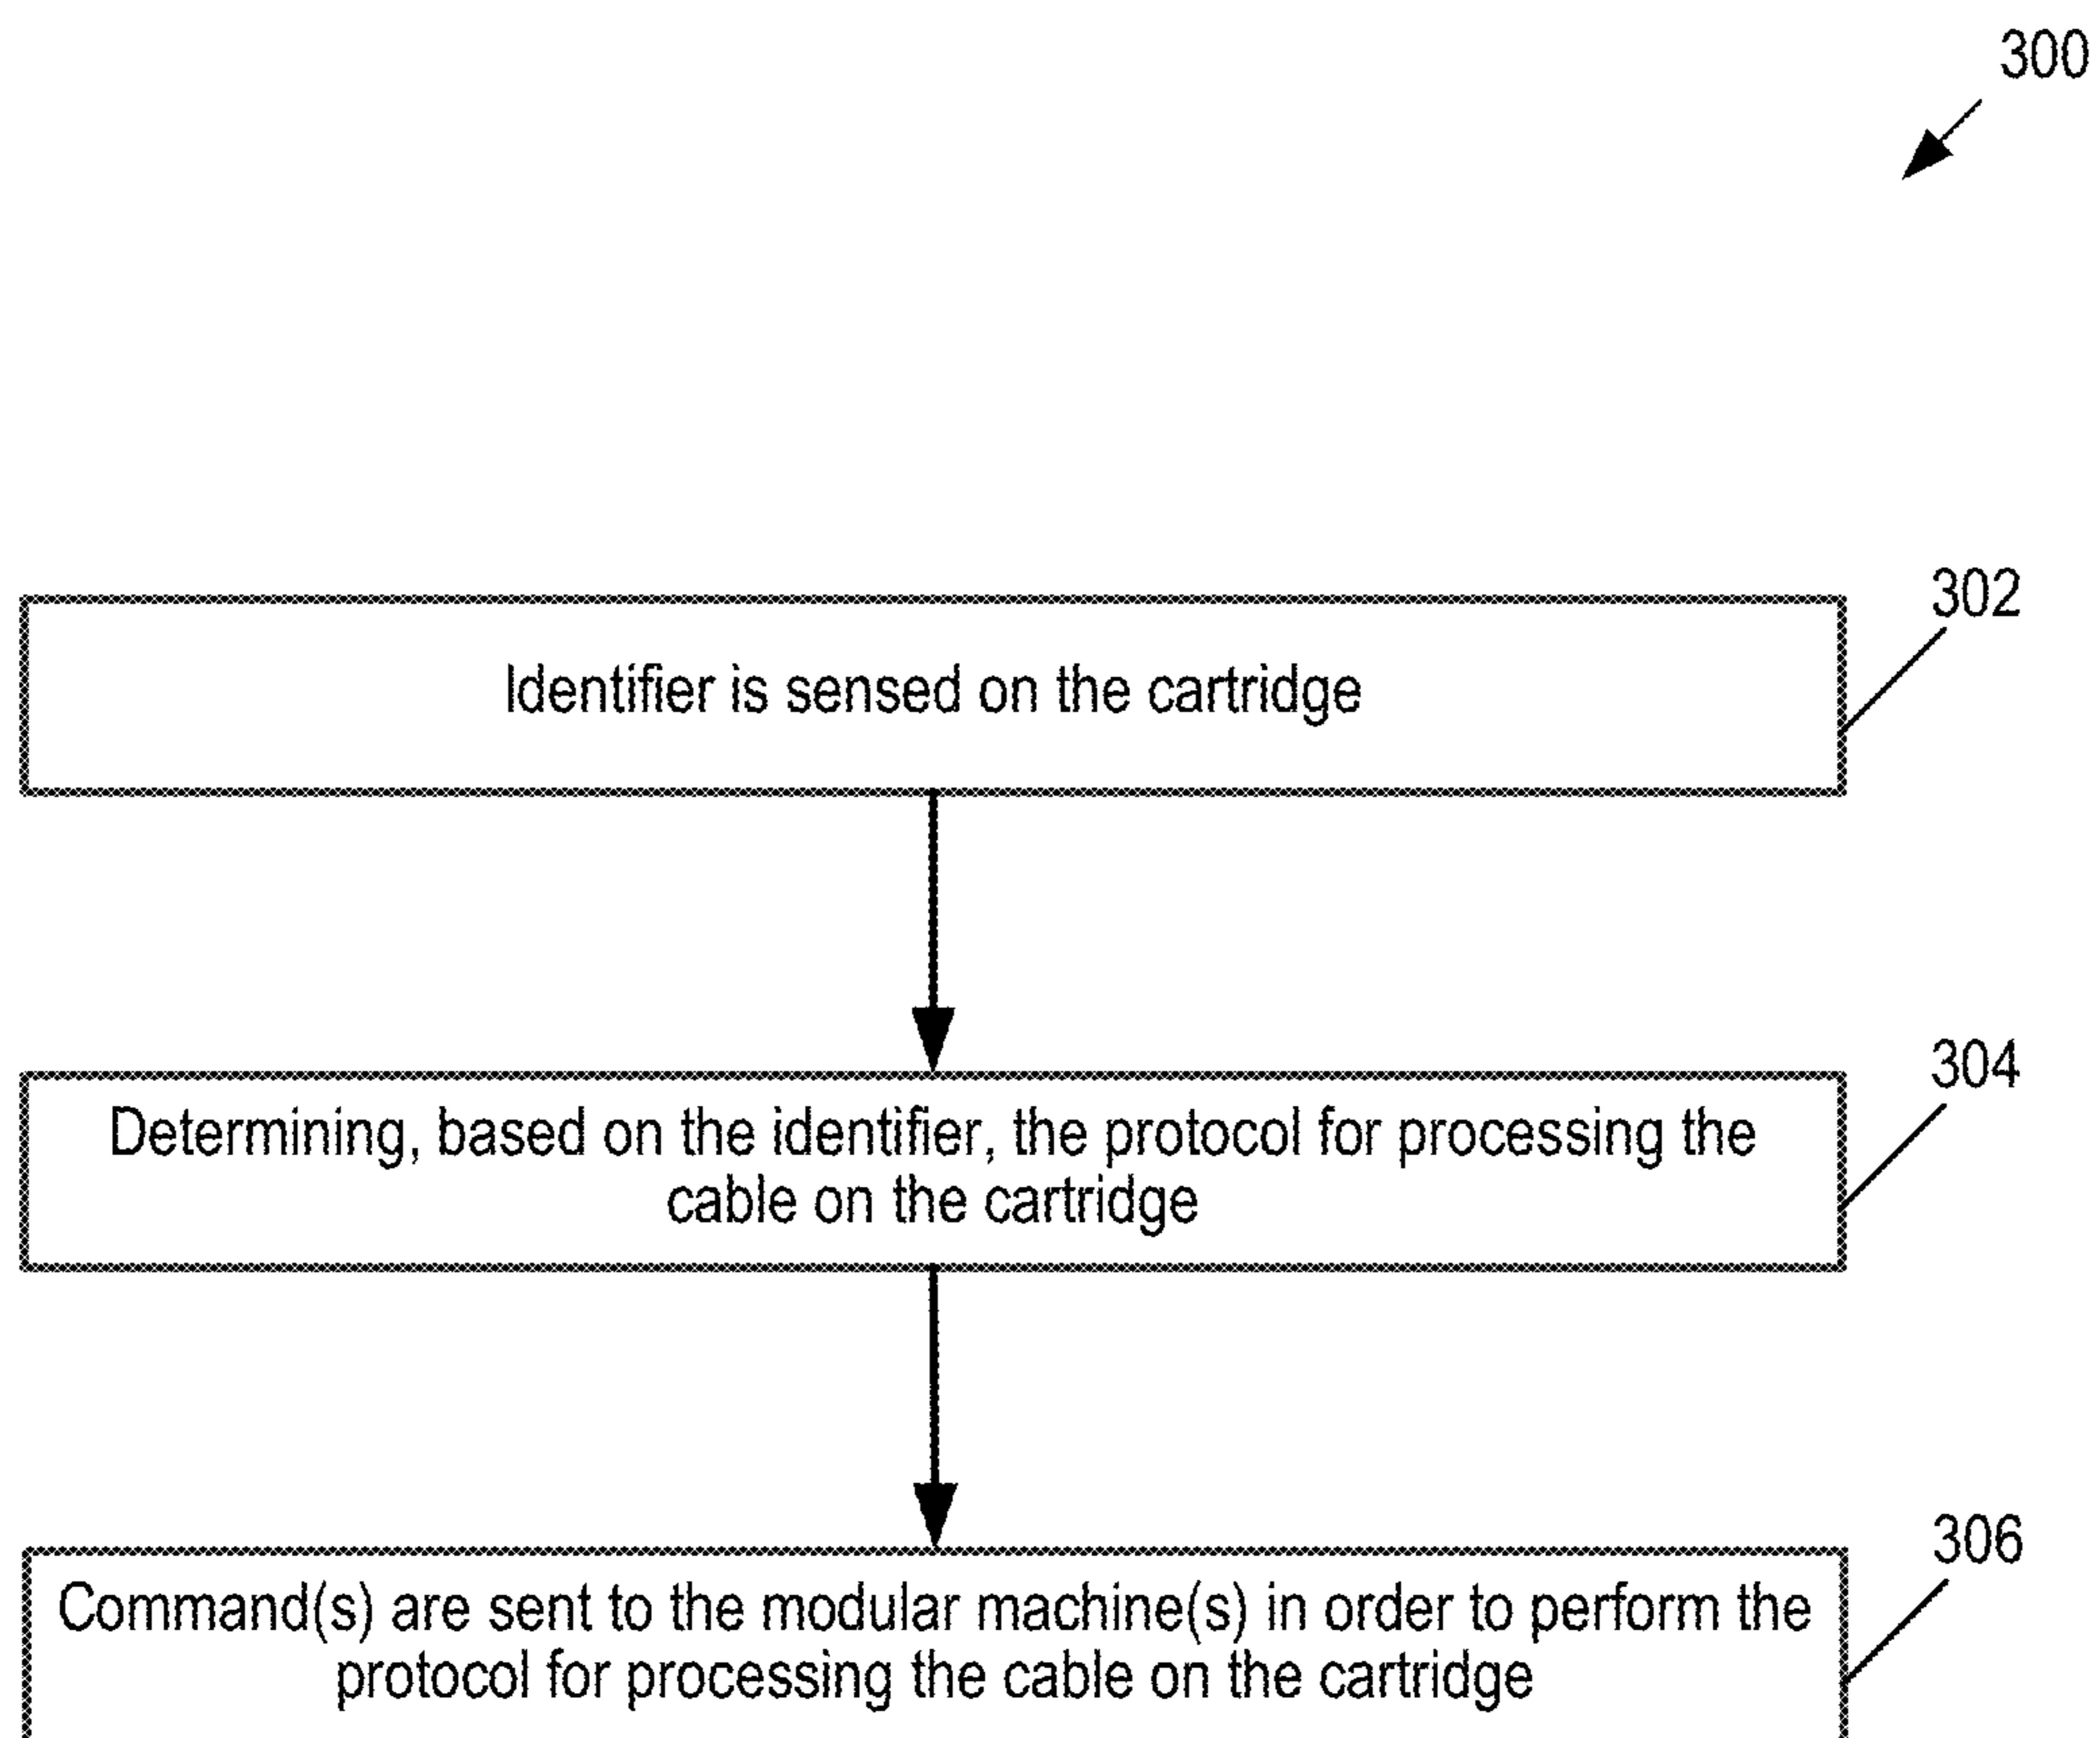 300
302
Identifier is sensed on the cartridge
304
Determining, based on the identifier, the protocol for processing the
cable on the cartridge
306
Command(s) are sent to the modular machine(s) in order to perform the
protocol for processing the cable on the cartridge